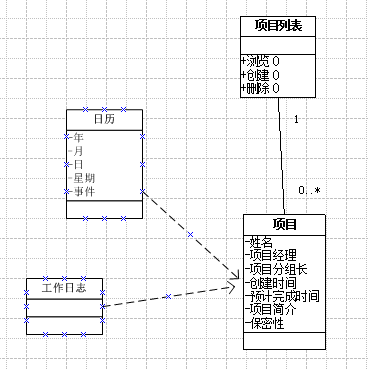 项目列表
+浏览()
+创建()
+删除()
1
0..*
日历
-年
-月
-日
-星期
-事件
项目
-姓名
-项目经理
-项目分组长
-创建时间
-预计完成时间
-项目简介
-保密性
工作日志